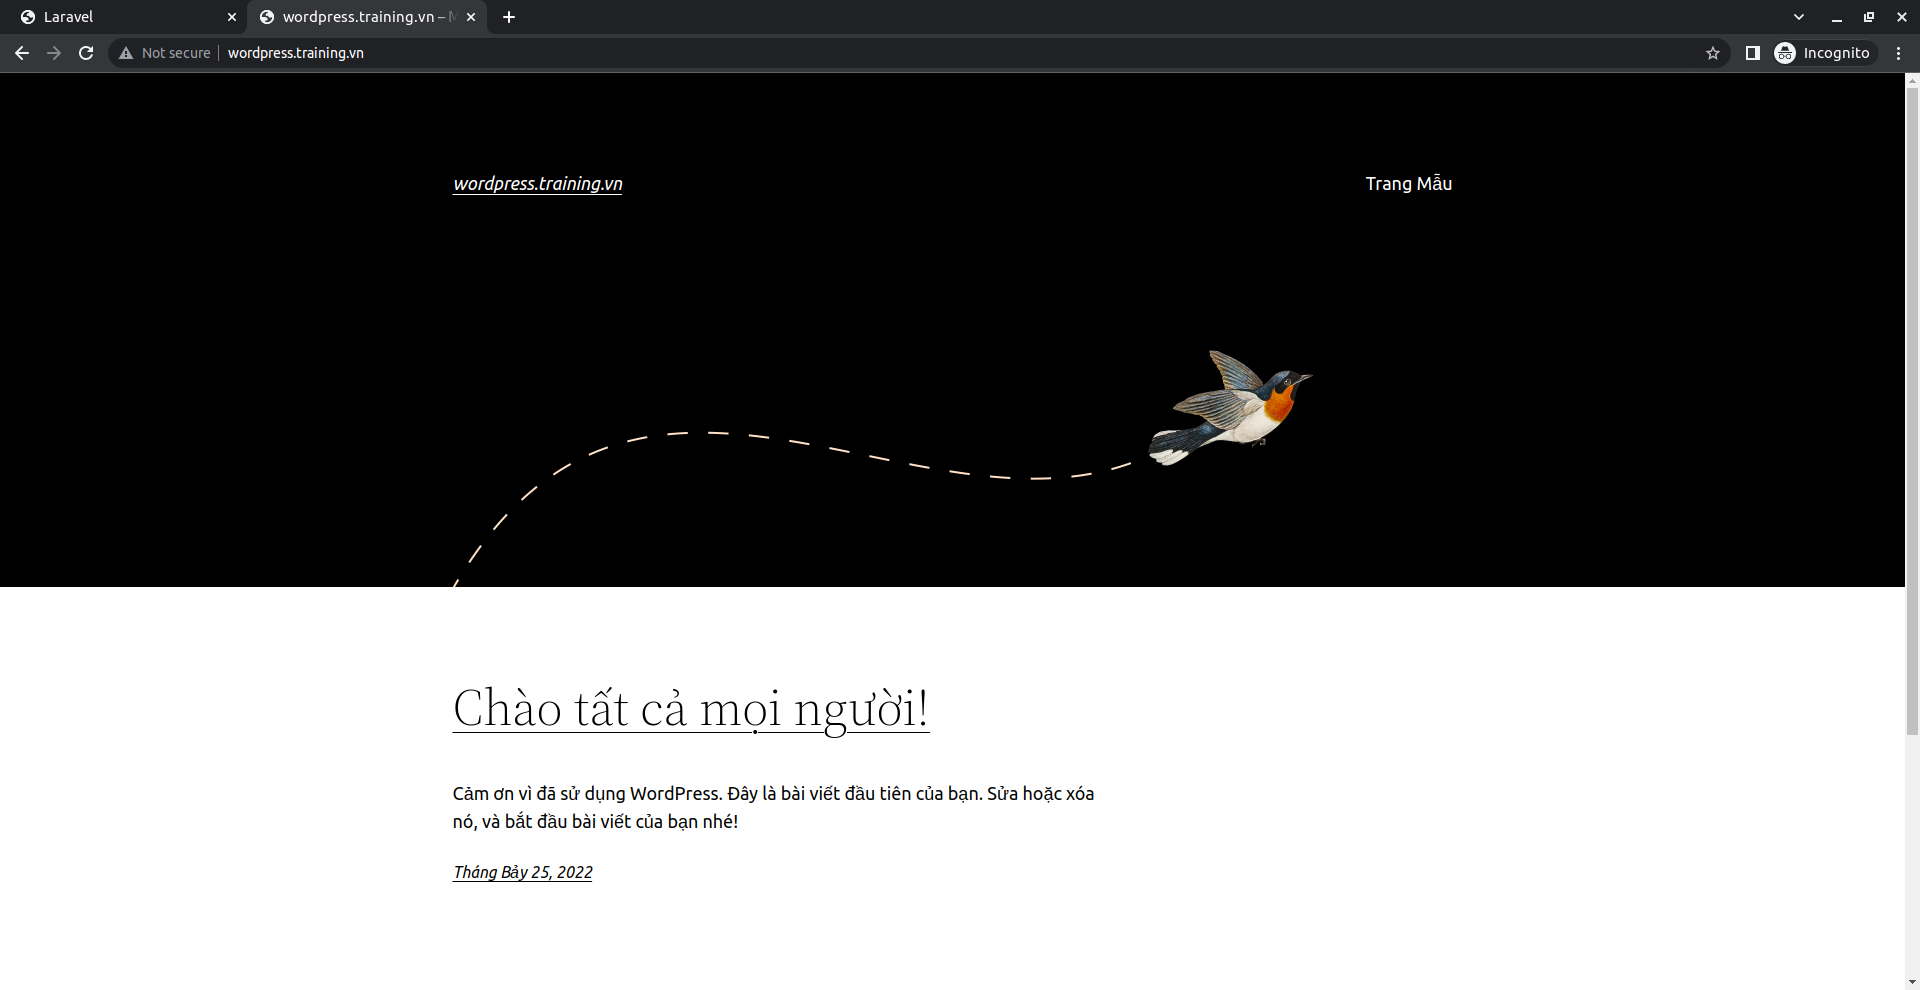 Laravel
wordpress.training.vn –
Not secure
wordpress.training.vn
Incognito
wordpress.training.vn
Trang Mẫu
Chào tất cả mọi người!
Cảm ơn vì đã sử dụng WordPress. Đây là bài viết đầu tiên của bạn. Sửa hoặc xóa
nó, và bắt đầu bài viết của bạn nhé!
Tháng Bảy 25, 2022